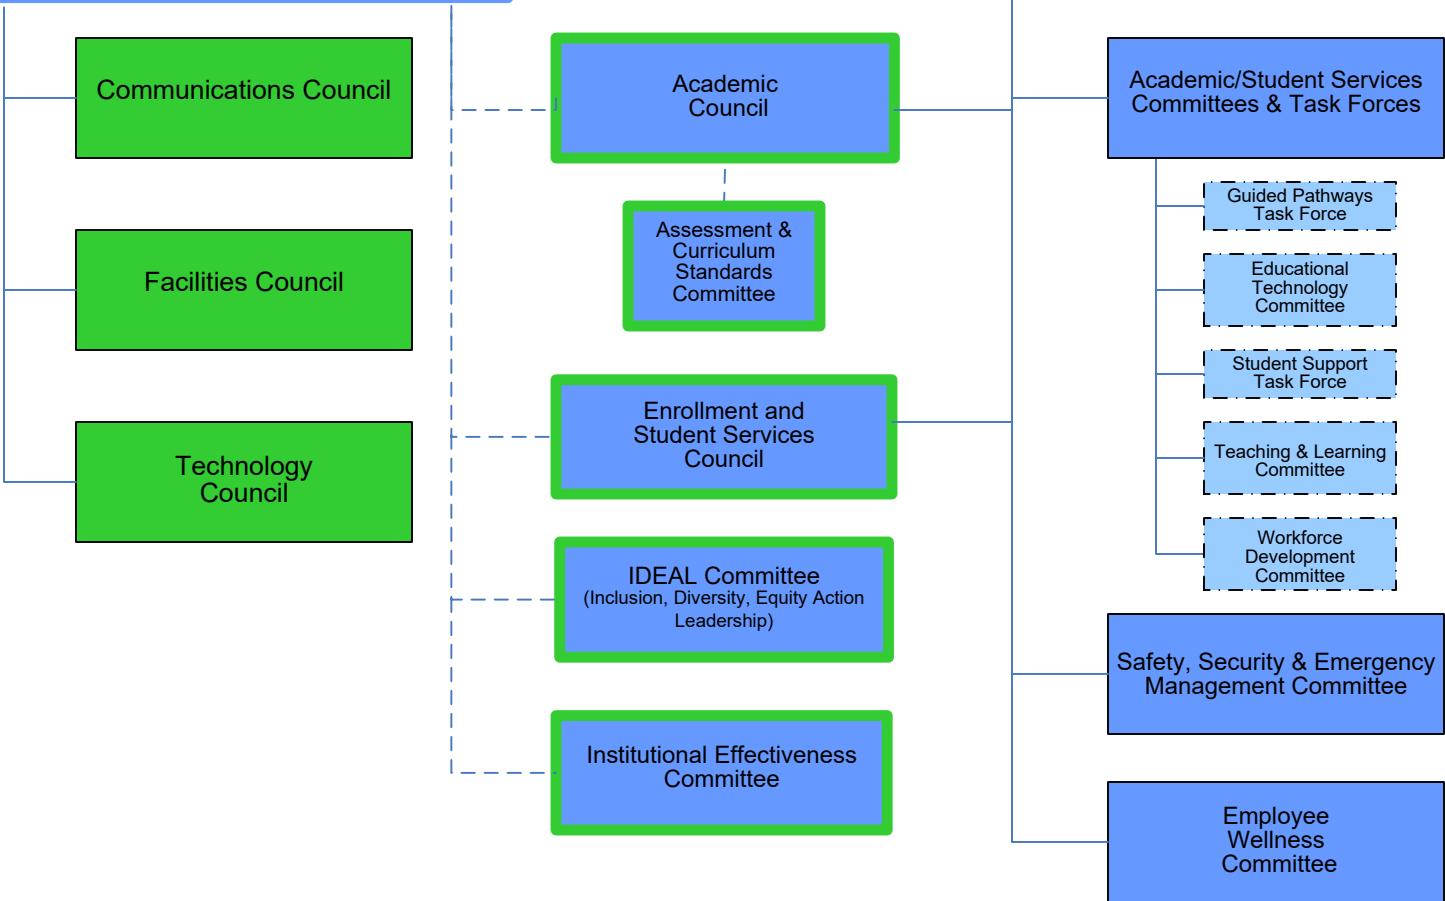 Communications Council
Facilities Council
Technology
Council
Academic
Council
Assessment &
Curriculum
Standards
Committee
Enrollment and
Student Services
Council
IDEAL Committee
(Inclusion, Diversity, Equity Action
Leadership)
Institutional Effectiveness
Committee
Academic/Student Services
Committees & Task Forces
Guided Pathways
Task Force
Educational
Technology
Committee
Student Support
Task Force
Teaching & Learning
Committee
Workforce
Development
Committee
Safety, Security & Emergency
Management Committee
Employee
Wellness
Committee